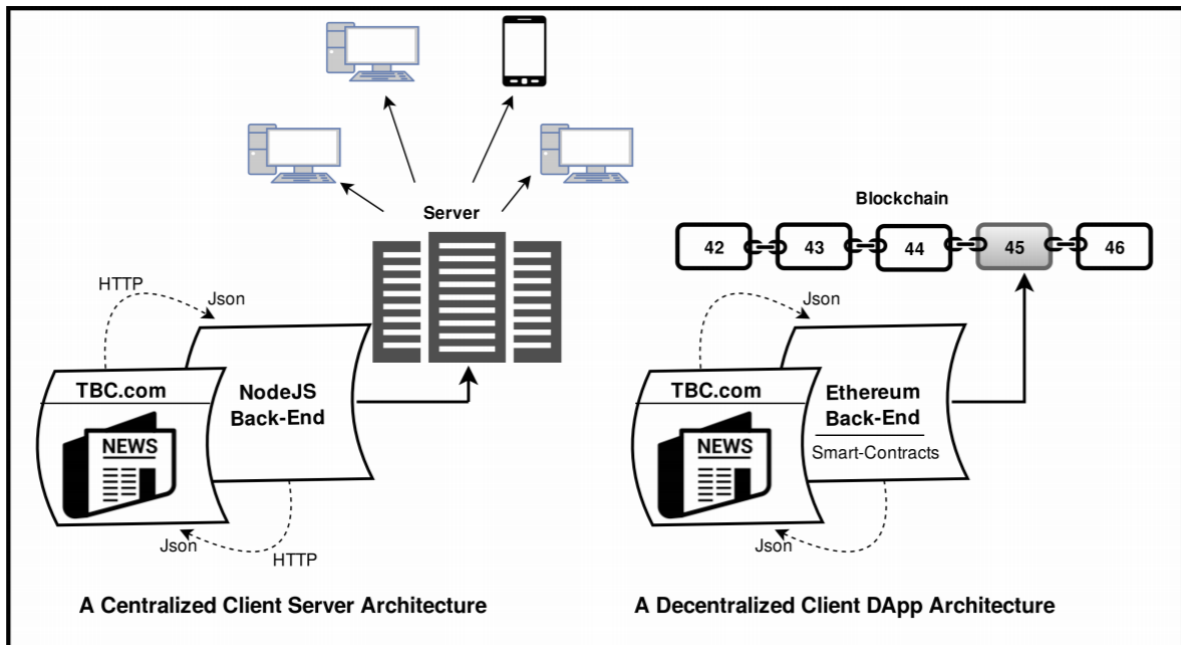 Server
HTTP
Json
TBC.com
NEWS
NodeJS
Back-End
Json
HTTP
A Centralized Client Server Architecture
Blockchain
42 43 44 45 46
Json
TBC.com
NEWS
Ethereum
Back-End
Smart-Contracts
Json
A Decentralized Client DApp Architecture